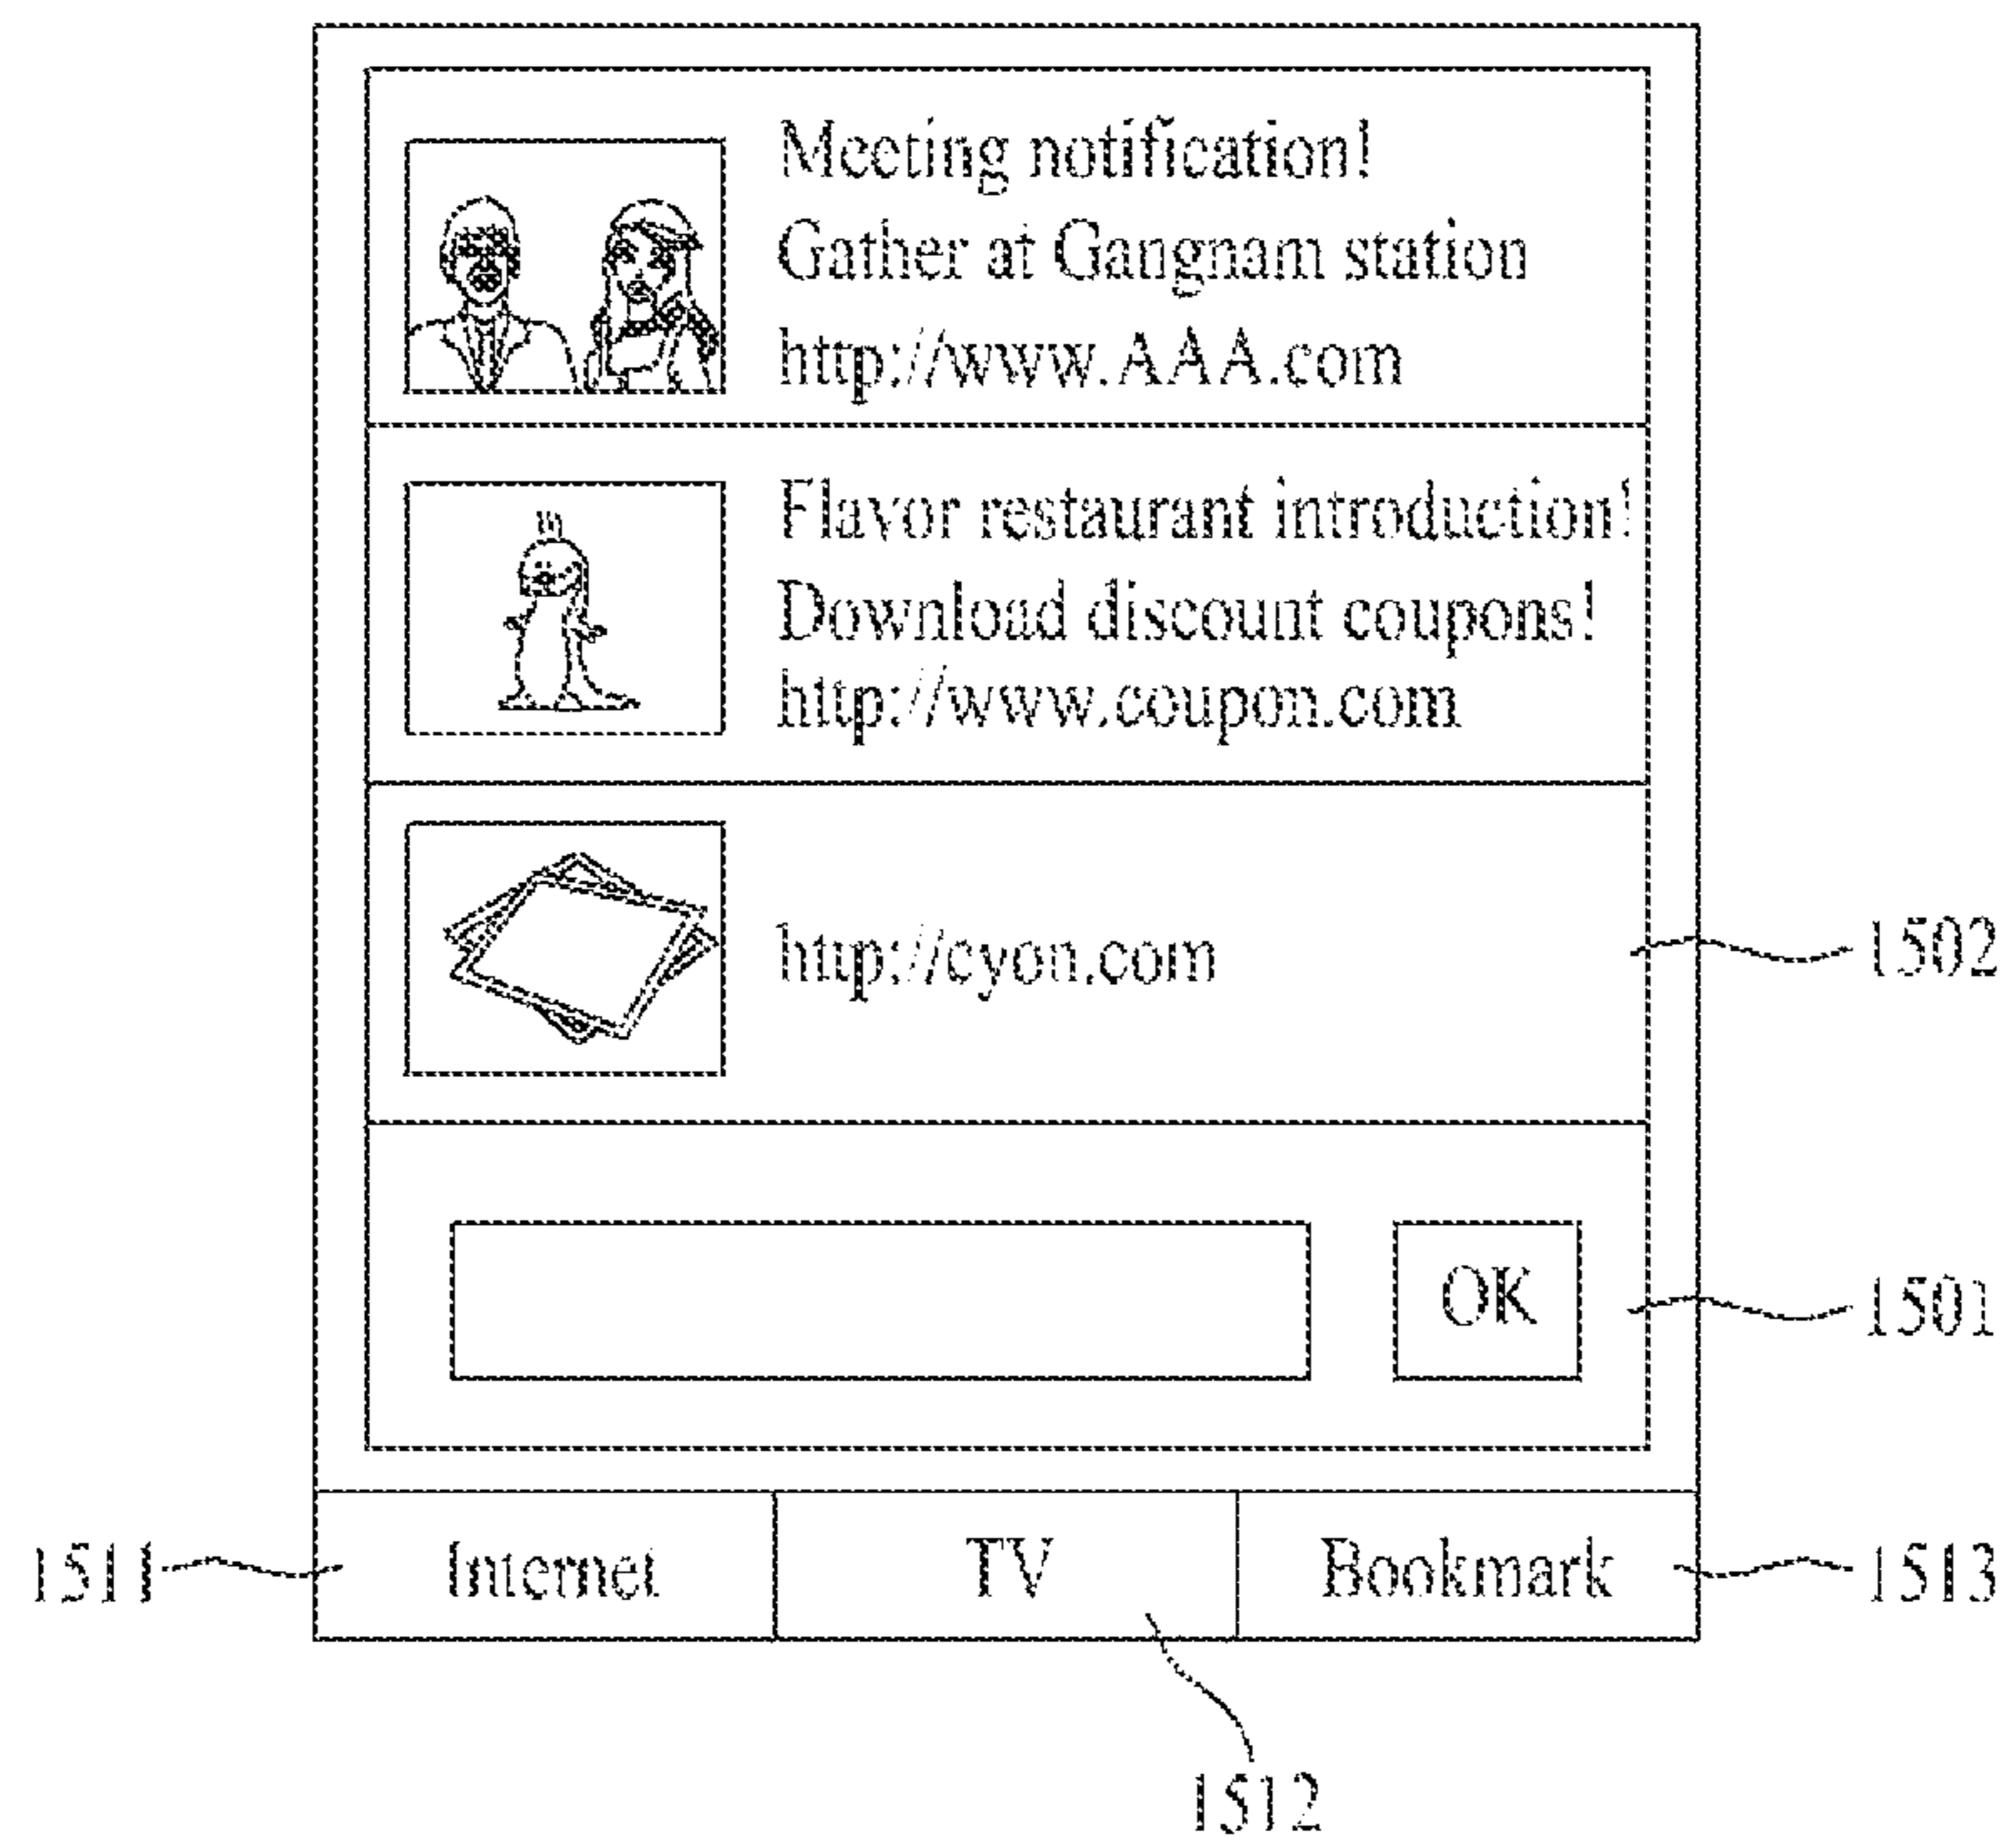 Meeting notification!
Gather at Gangnam station
http://www.AAA.com
Flavor restaurant introduction!
Download discount coupons!
http://www.coupon.com
http://cyon.com
1502
OK
1501
1511
Internet
TV
Bookmark
1513
1512